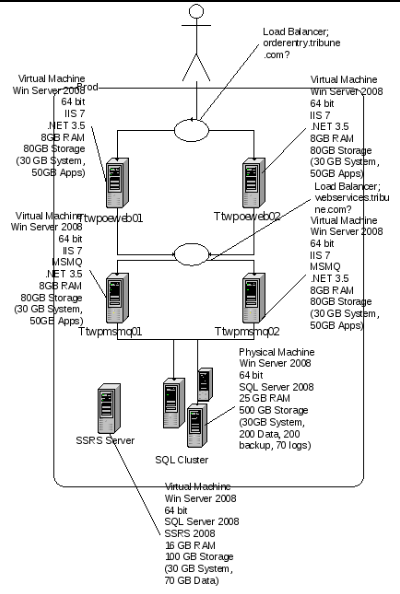 Load Balancer;
orderentry.tribune
.com?
Prod
Virtual Machine
Win Server 2008
64 bit
IIS 7
.NET 3.5
8GB RAM
80GB Storage
(30 GB System,
50GB Apps)
Virtual Machine
Win Server 2008
64 bit
IIS 7
.NET 3.5
8GB RAM
80GB Storage
(30 GB System,
50GB Apps)
Ttwpoeweb01
Ttwpoeweb02
Load Balancer;
webservices.tribu
ne.com?
Virtual Machine
Win Server 2008
64 bit
IIS 7
MSMQ
.NET 3.5
8GB RAM
80GB Storage
(30 GB System,
50GB Apps)
Virtual Machine
Win Server 2008
64 bit
IIS 7
MSMQ
.NET 3.5
8GB RAM
80GB Storage
(30 GB System,
50GB Apps)
Ttwpmsmq01
Ttwpmsmq02
Physical Machine
Win Server 2008
64 bit
SQL Server 2008
25 GB RAM
500 GB Storage
(30GB System,
200 Data, 200
backup, 70 logs)
SSRS Server
SQL Cluster
Virtual Machine
Win Server 2008
64 bit
SQL Server 2008
SSRS 2008
16 GB RAM
100 GB Storage
(30 GB System,
70 GB Data)